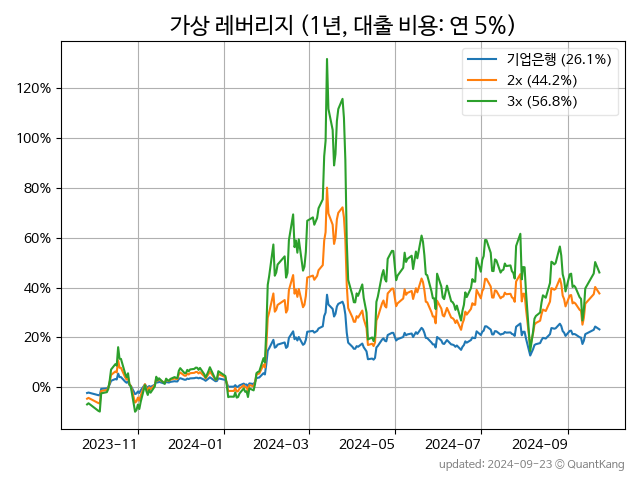 가상 레버리지 (1년, 대출 비용: 연 5%)
기업은행 (26.1%)
2x (44.2%)
3x (56.8%)
120%
100%
80%
60%
40%
20%
0%
2023-11 2024-01 2024-03 2024-05 2024-07 2024-09
updated: 2024-09-23 © QuantKang